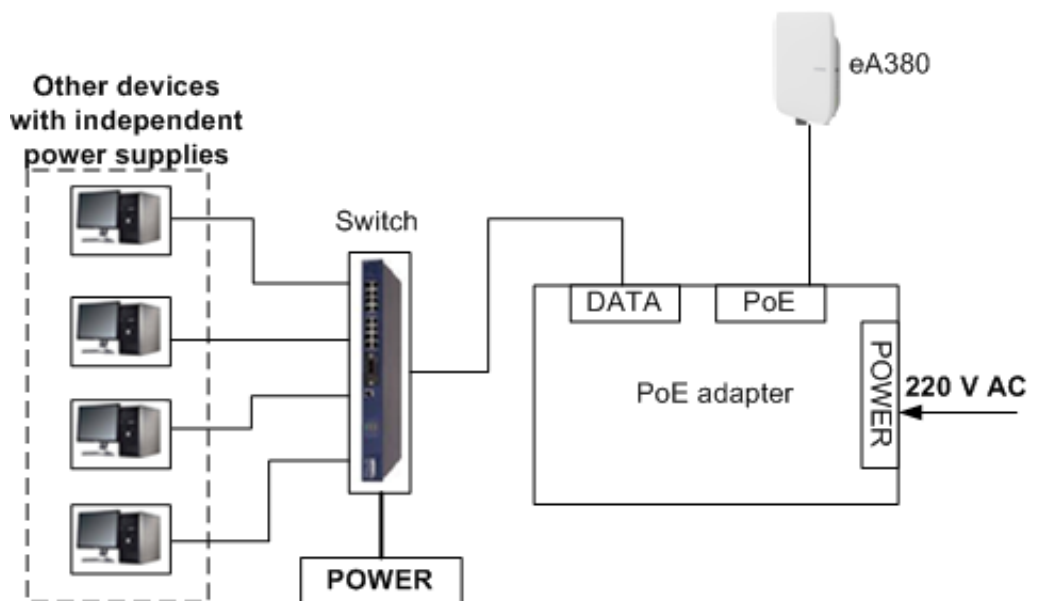 Other devices
with independent
power supplies
eA380
Switch
DATA
PoE
PoE adapter
POWER
220 V AC
POWER